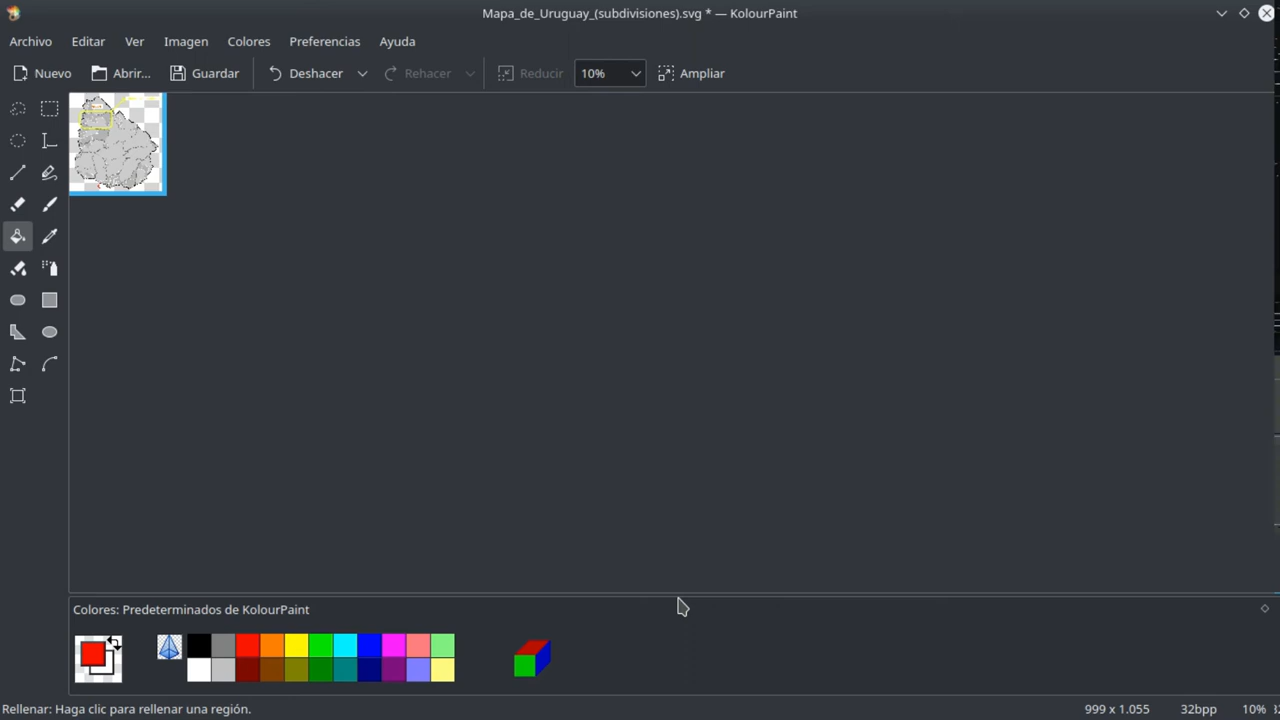 Mapa_de_Uruguay_(subdivisiones).svg * — KolourPaint
Archivo Editar Ver Imagen Colores Preferencias Ayuda
Nuevo Abrir... Guardar Deshacer Rehacer Reducir 10% Ampliar
Colores: Predeterminados de KolourPaint
Rellenar: Haga clic para rellenar una región. 999 x 1.055 32bpp 10%